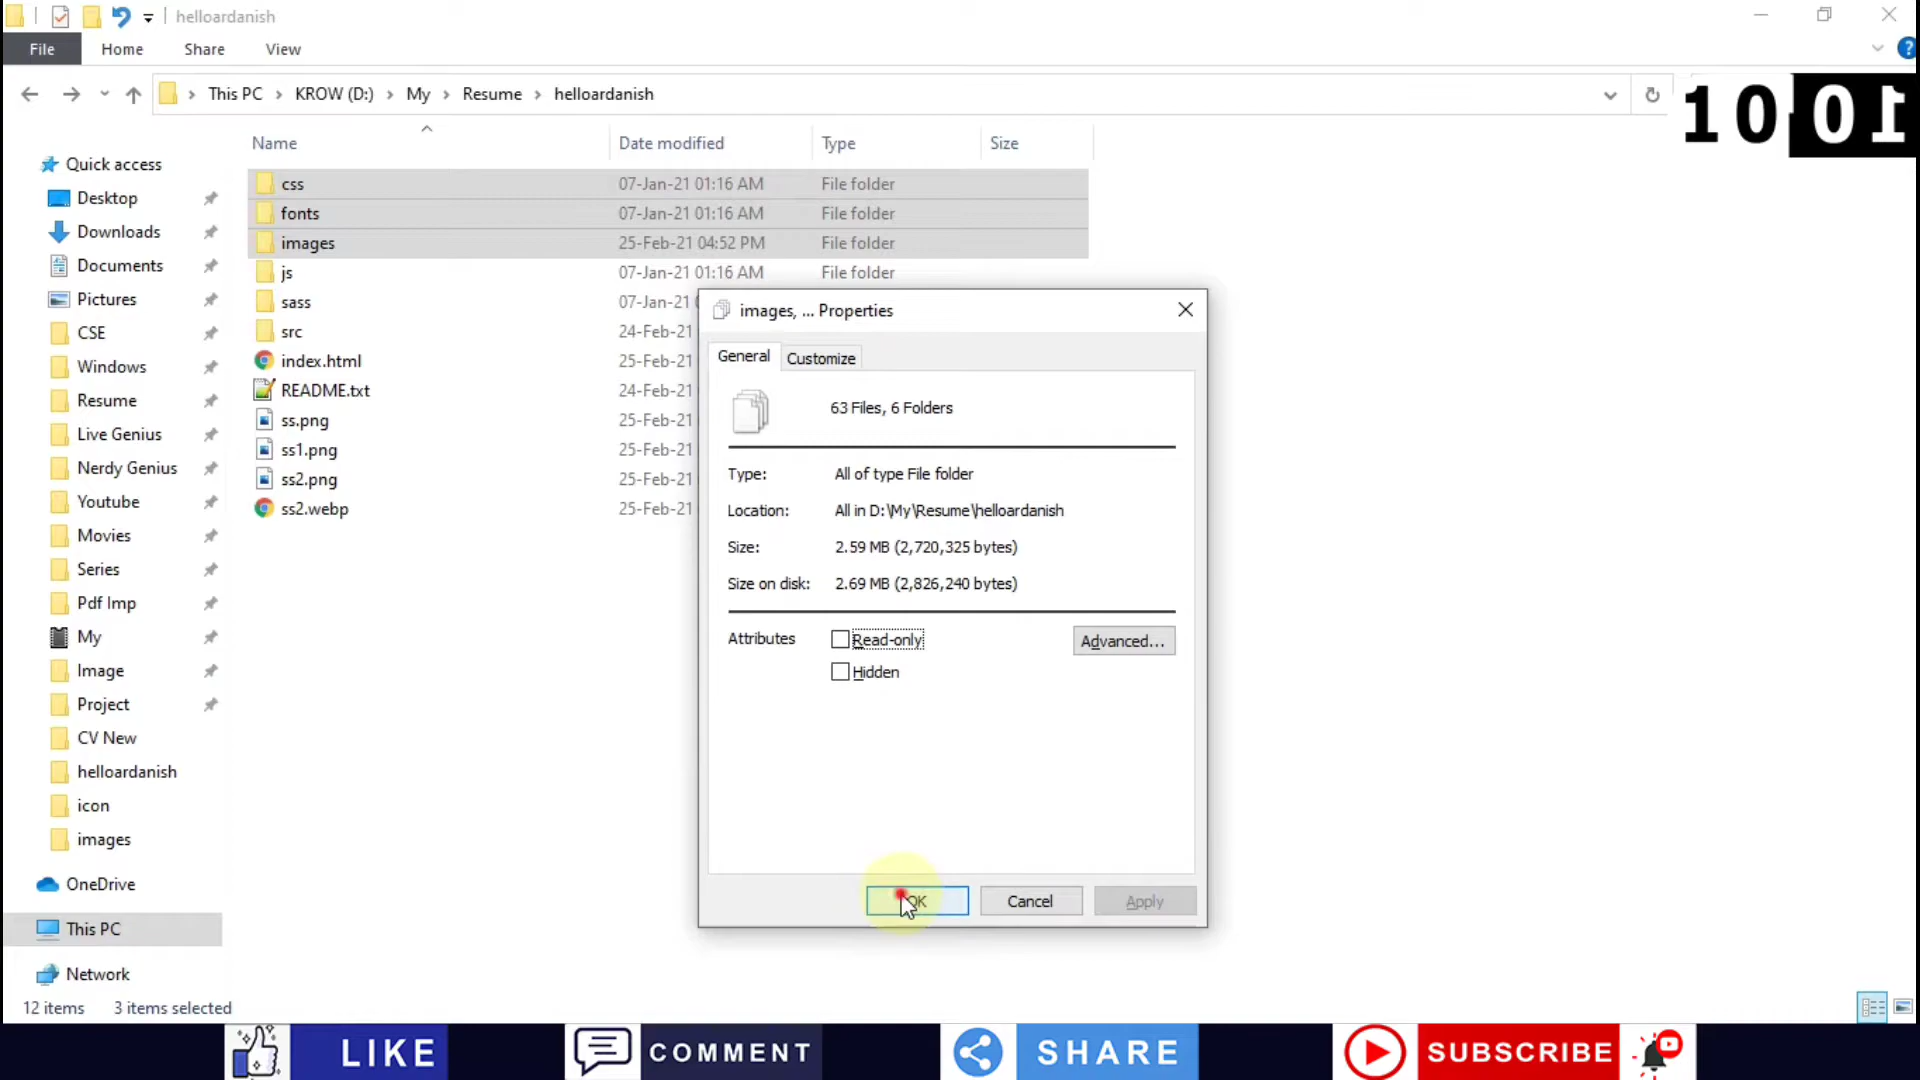 helloardanish
File Home Share View
This PC KROW (D:) My Resume helloardanish
10 01
Name Date modified Type Size
Quick access
Desktop
Downloads
Documents
Pictures
CSE
Windows
Resume
Live Genius
Nerdy Genius
Youtube
Movies
Series
Pdf Imp
My
Image
Project
CV New
helloardanish
icon
images
OneDrive
This PC
Network
css 07-Jan-21 01:16 AM File folder
fonts 07-Jan-21 01:16 AM File folder
images 25-Feb-21 04:52 PM File folder
js 07-Jan-21 01:16 AM File folder
sass 07-Jan-21
src 24-Feb-21
index.html 25-Feb-21
README.txt 24-Feb-21
ss.png 25-Feb-21
ss1.png 25-Feb-21
ss2.png 25-Feb-21
ss2.webp 25-Feb-21
images, ... Properties
General Customize
63 Files, 6 Folders
Type: All of type File folder
Location: All in D:\My\Resume\helloardanish
Size: 2.59 MB (2,720,325 bytes)
Size on disk: 2.69 MB (2,826,240 bytes)
Attributes Read-only Advanced...
Hidden
OK Cancel Apply
12 items 3 items selected
LIKE COMMENT SHARE SUBSCRIBE